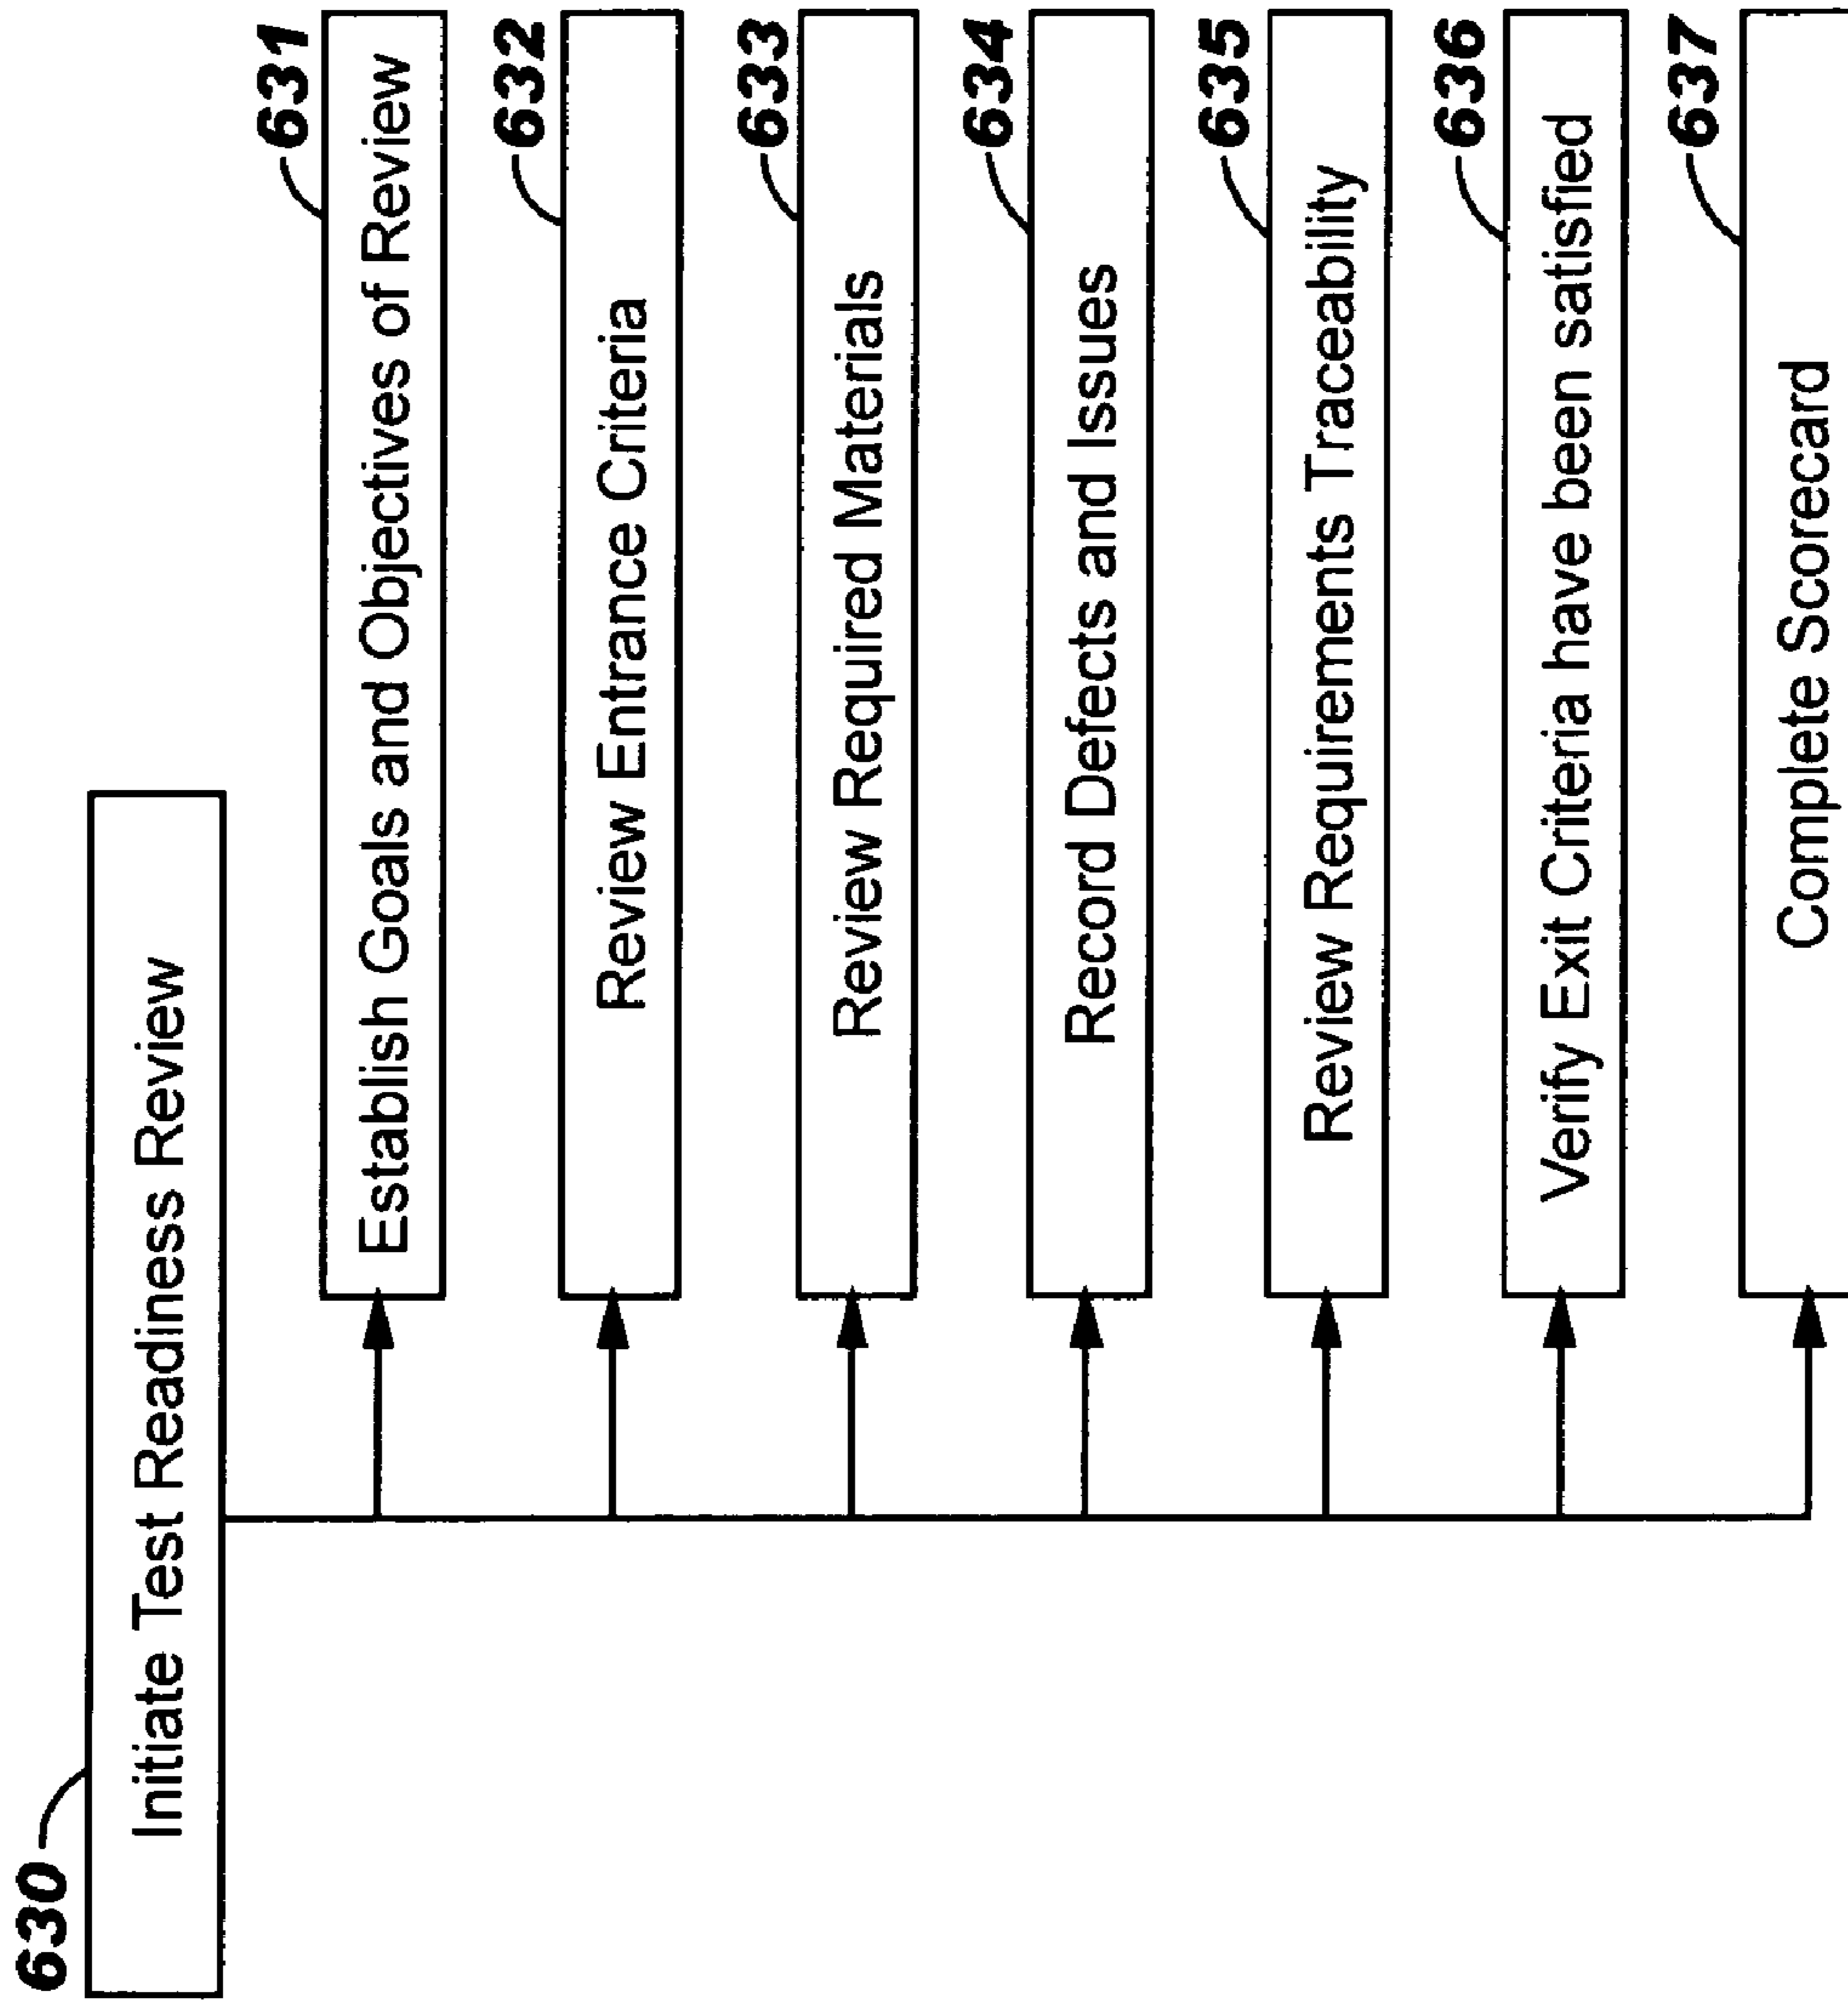 630
Initiate Test Readiness Review
631
Establish Goals and Objectives of Review
632
Review Entrance Criteria
633
Review Required Materials
634
Record Defects and Issues
635
Review Requirements Traceability
636
Verify Exit Criteria have been satisfied
637
Complete Scorecard